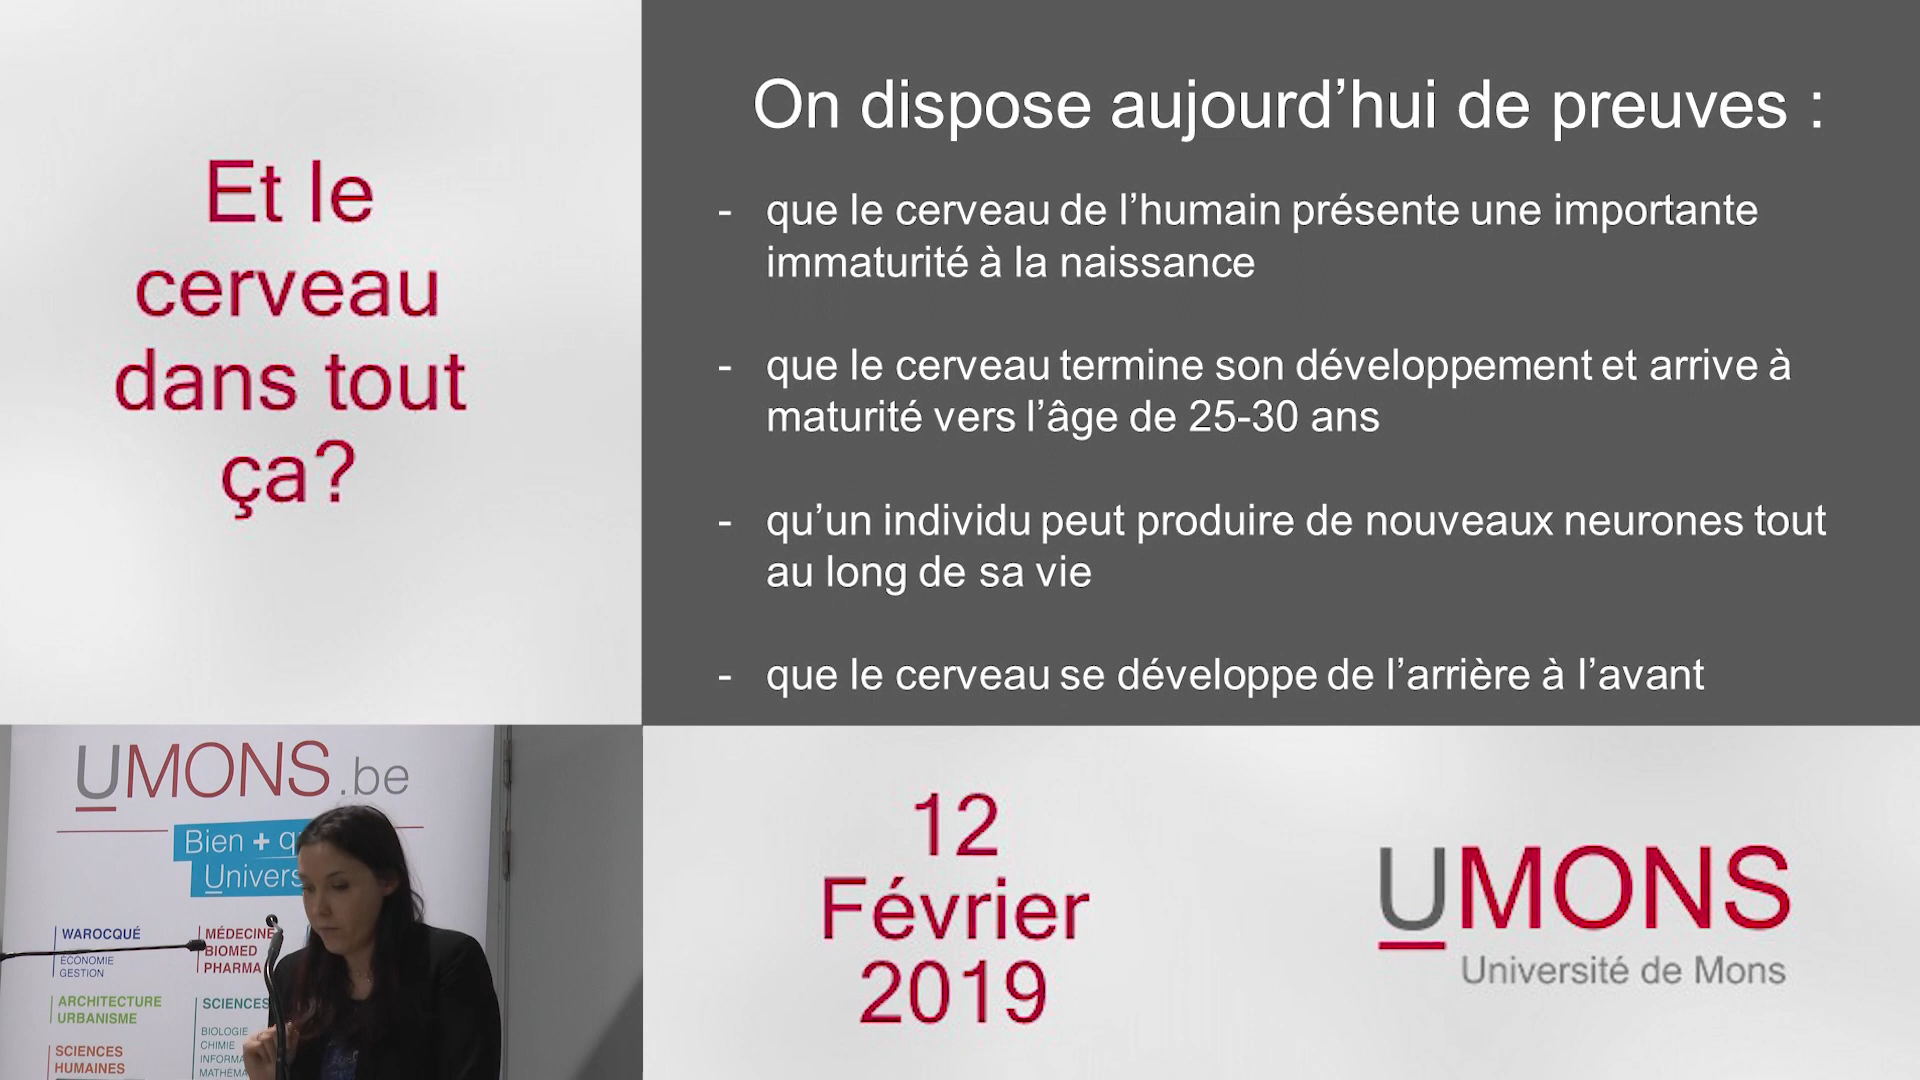 Et le
cerveau
dans tout
ça?
On dispose aujourd’hui de preuves :
- que le cerveau de l’humain présente une importante
immaturité à la naissance
- que le cerveau termine son développement et arrive à
maturité vers l’âge de 25-30 ans
- qu’un individu peut produire de nouveaux neurones tout
au long de sa vie
- que le cerveau se développe de l’arrière à l’avant
UMONS.be
Bien + q
Univers
WAROCQUÉ
ÉCONOMIE
GESTION
ARCHITECTURE
URBANISME
SCIENCES
HUMAINES
MÉDECINE
BIOMED
PHARMA
SCIENCES
BIOLOGIE
CHIMIE
INFORMA
MATHÉMA
12
Février
2019
UMONS
Université de Mons